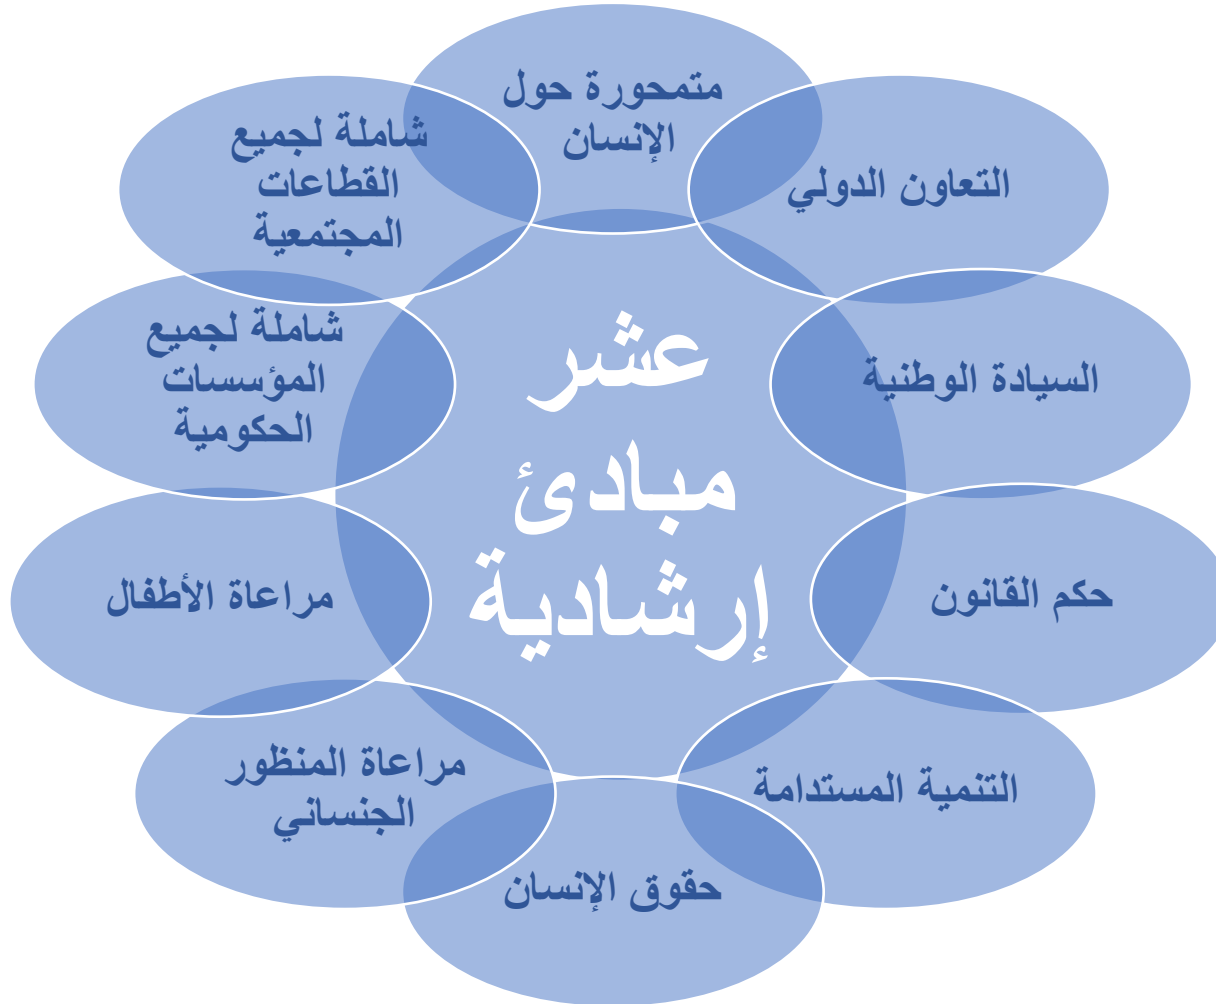 متمحورة حول
الإنسان
التعاون الدولي
السيادة الوطنية
حكم القانون
التنمية المستدامة
حقوق الإنسان
مراعاة المنظور
الجنساني
مراعاة الأطفال
شاملة لجميع
المؤسسات
الحكومية
شاملة لجميع
القطاعات
المجتمعية
عشر
مبادئ
إرشادية